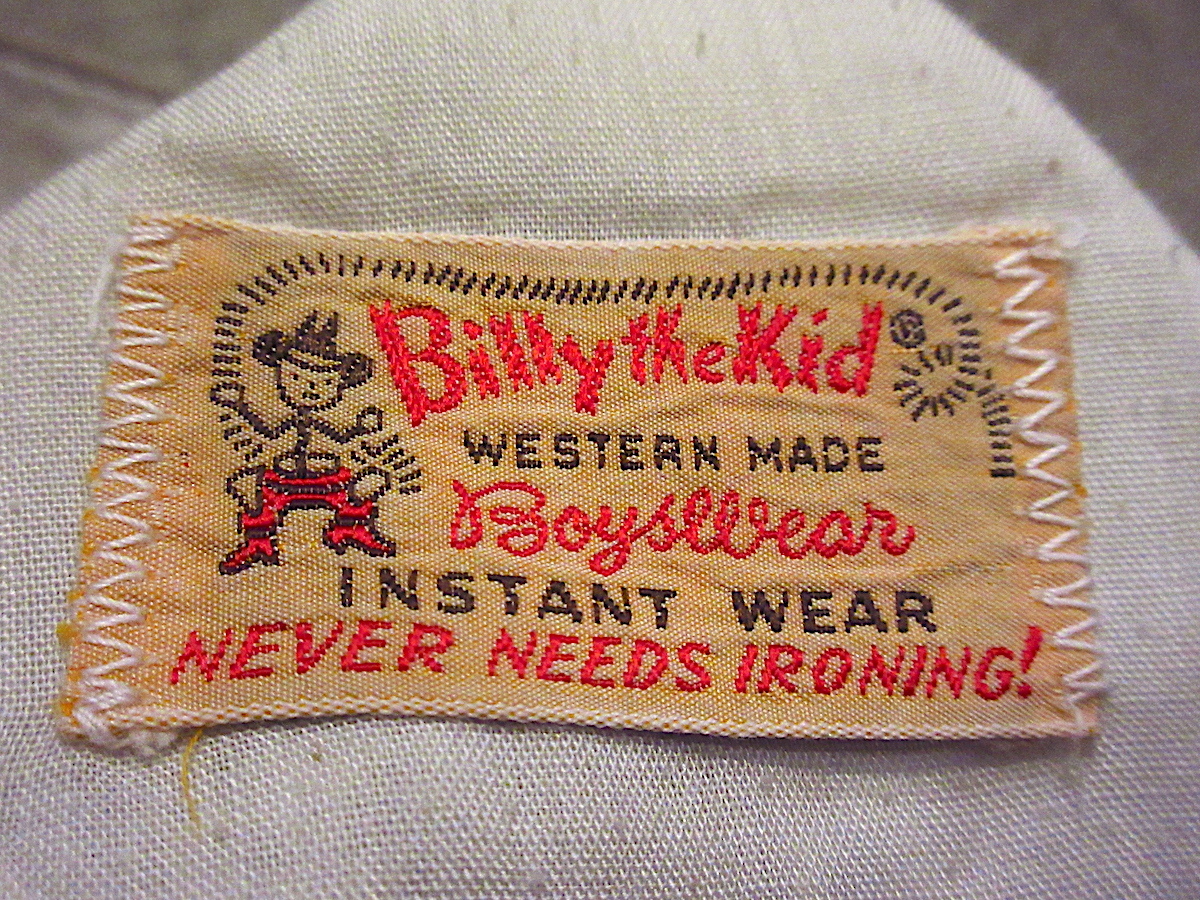 Billy the Kid ®
WESTERN MADE
Boyswear
INSTANT WEAR
NEVER NEEDS IRONING!